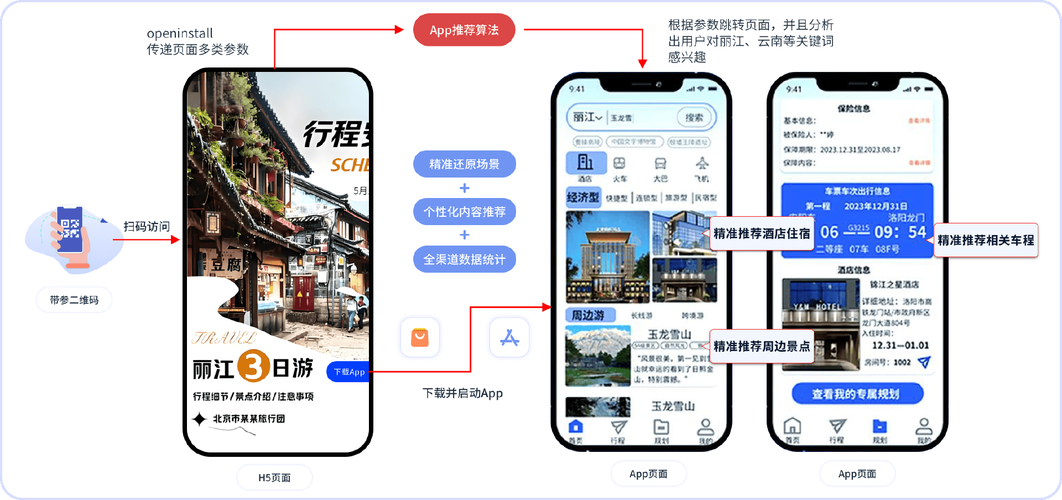 openinstall
传递页面多类参数
App推荐算法
根据参数跳转页面，并且分析
出用户对丽江、云南等关键词
感兴趣
扫码访问
带参二维码
行程安
SCHE
5月
豆腐
TRAVEL
丽江3日游
下载App
行程细节/景点介绍/注意事项
北京市某某旅行团
H5页面
精准还原场景
+
个性化内容推荐
+
全渠道数据统计
下载并启动App
9:41
丽江
玉龙雪
搜索
中国文字博物馆
酒店
火车
大巴
飞机
经济型
快捷型
连锁型
旅游型
民宿型
精准推荐酒店住宿
周边游
长线游
跨境游
玉龙雪山
"风景很美，第一见到雪
山就幸运的看到了日照金
山，特别震撼。"
精准推荐周边景点
玉龙雪山
首页
行程
规划
我的
App页面
9:41
保险信息
基本信息：
查看详情
被保险人：**婷
保障期限：2023.12.31至2023.08.17
保障内容：
查看详情
车票车次出行信息
第一程 2023年12月31日
洛阳龙门
06
G3215
09：54
二等座 07车 08F号
精准推荐相关车程
酒店信息
Y&M HOTEL
锦江之星酒店
详细地址：洛阳市高
铁龙门站/市政府新区
龙门大道804号
入住时间：
12.31—01.01
房间号：1002
查看我的专属规划
首页
行程
规划
我的
App页面